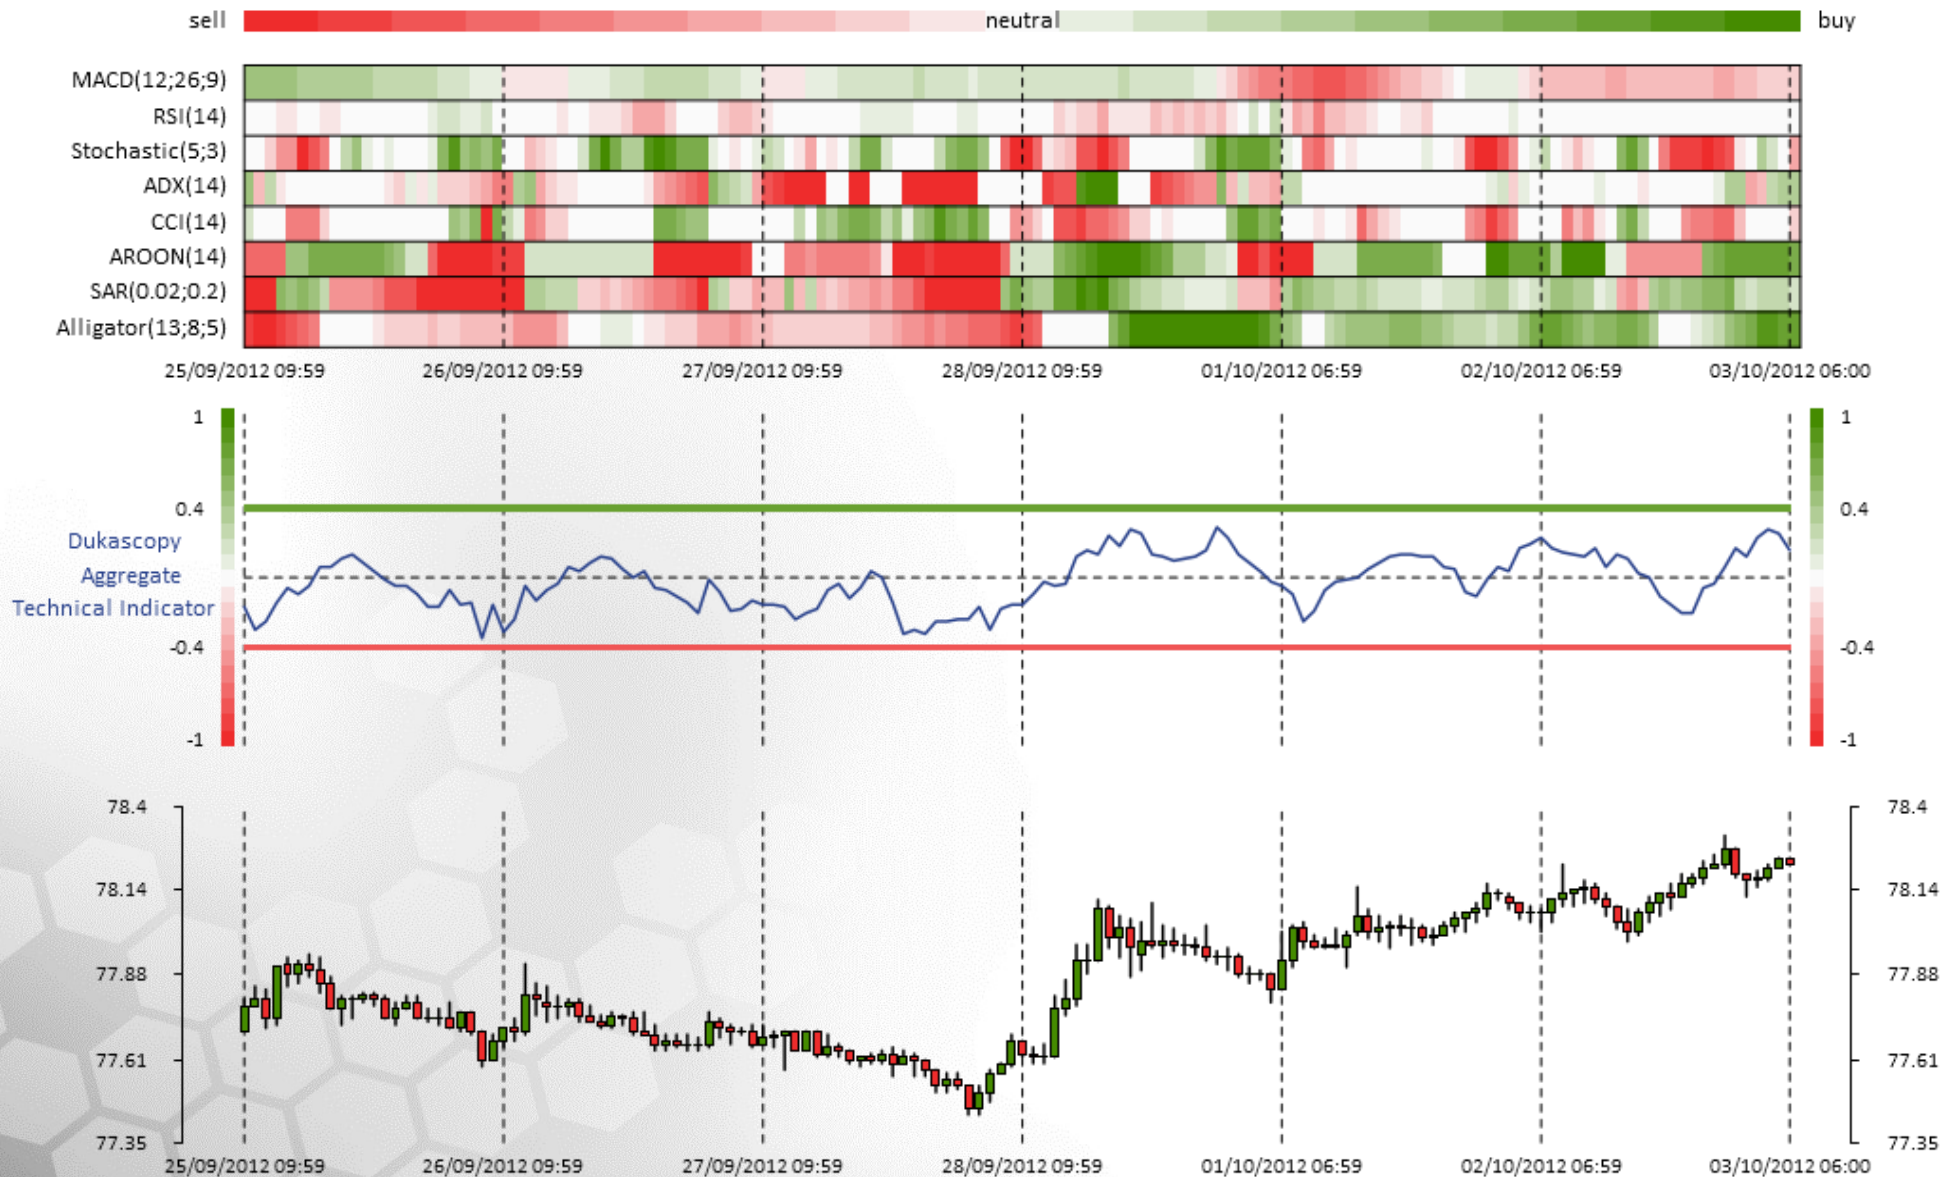 sell neutral buy
MACD(12;26;9)
RSI(14)
Stochastic(5;3)
ADX(14)
CCI(14)
AROON(14)
SAR(0.02;0.2)
Alligator(13;8;5)
25/09/2012 09:59 26/09/2012 09:59 27/09/2012 09:59 28/09/2012 09:59 01/10/2012 06:59 02/10/2012 06:59 03/10/2012 06:00
1 1
0.4 0.4
Dukascopy
Aggregate
Technical Indicator
-0.4 -0.4
-1 -1
78.4 78.4
78.14 78.14
77.88 77.88
77.61 77.61
77.35 77.35
25/09/2012 09:59 26/09/2012 09:59 27/09/2012 09:59 28/09/2012 09:59 01/10/2012 06:59 02/10/2012 06:59 03/10/2012 06:00